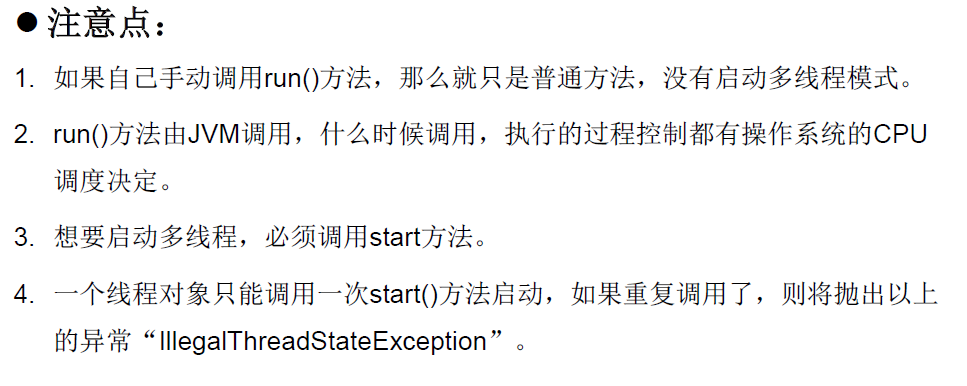 ● 注意点：
1. 如果自己手动调用run()方法，那么就只是普通方法，没有启动多线程模式。
2. run()方法由JVM调用，什么时候调用，执行的过程控制都有操作系统的CPU
调度决定。
3. 想要启动多线程，必须调用start方法。
4. 一个线程对象只能调用一次start()方法启动，如果重复调用了，则将抛出以上
的异常“IllegalThreadStateException”。